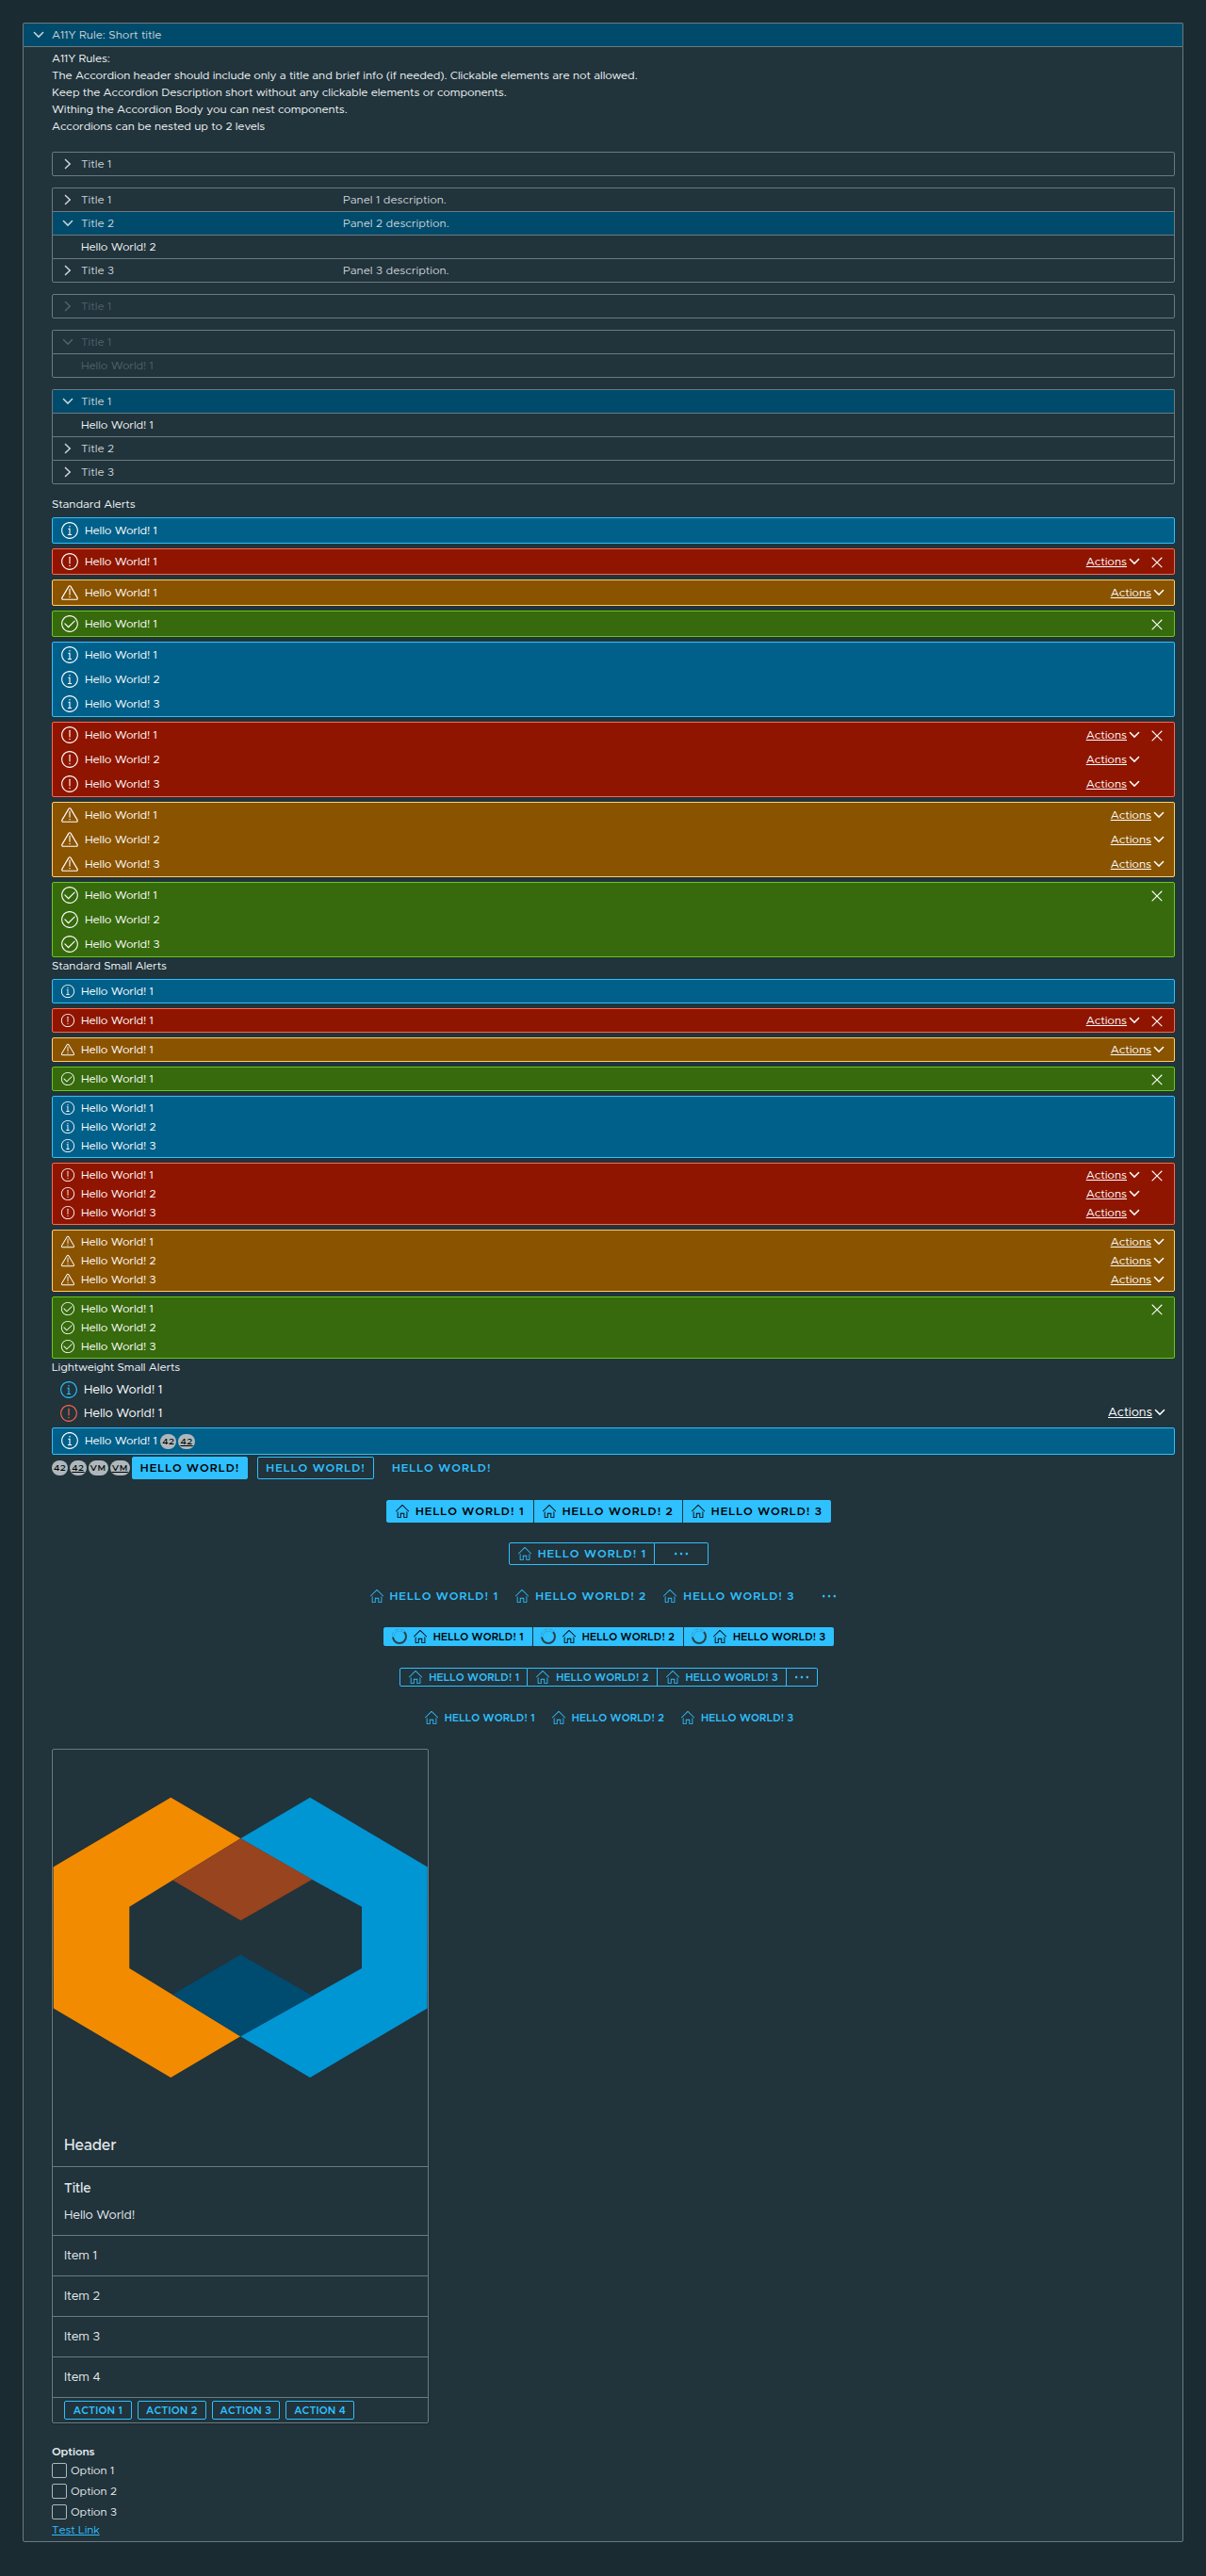 A11Y Rule: Short title
A11Y Rules:
The Accordion header should include only a title and brief info (if needed). Clickable elements are not allowed.
Keep the Accordion Description short without any clickable elements or components.
Withing the Accordion Body you can nest components.
Accordions can be nested up to 2 levels
Title 1
Title 1 Panel 1 description.
Title 2 Panel 2 description.
Hello World! 2
Title 3 Panel 3 description.
Title 1
Title 1
Hello World! 1
Title 1
Hello World! 1
Title 2
Title 3
Standard Alerts
Hello World! 1
Hello World! 1 Actions
Hello World! 1 Actions
Hello World! 1
Hello World! 1
Hello World! 2
Hello World! 3
Hello World! 1 Actions
Hello World! 2 Actions
Hello World! 3 Actions
Hello World! 1 Actions
Hello World! 2 Actions
Hello World! 3 Actions
Hello World! 1
Hello World! 2
Hello World! 3
Standard Small Alerts
Hello World! 1
Hello World! 1 Actions
Hello World! 1 Actions
Hello World! 1
Hello World! 1
Hello World! 2
Hello World! 3
Hello World! 1 Actions
Hello World! 2 Actions
Hello World! 3 Actions
Hello World! 1 Actions
Hello World! 2 Actions
Hello World! 3 Actions
Hello World! 1
Hello World! 2
Hello World! 3
Lightweight Small Alerts
Hello World! 1
Hello World! 1 Actions
Hello World! 1 42 42
42 42 VM VM HELLO WORLD! HELLO WORLD! HELLO WORLD!
HELLO WORLD! 1 HELLO WORLD! 2 HELLO WORLD! 3
HELLO WORLD! 1 ...
HELLO WORLD! 1 HELLO WORLD! 2 HELLO WORLD! 3 ...
HELLO WORLD! 1 HELLO WORLD! 2 HELLO WORLD! 3
HELLO WORLD! 1 HELLO WORLD! 2 HELLO WORLD! 3 ...
HELLO WORLD! 1 HELLO WORLD! 2 HELLO WORLD! 3
Header
Title
Hello World!
Item 1
Item 2
Item 3
Item 4
ACTION 1 ACTION 2 ACTION 3 ACTION 4
Options
Option 1
Option 2
Option 3
Test Link